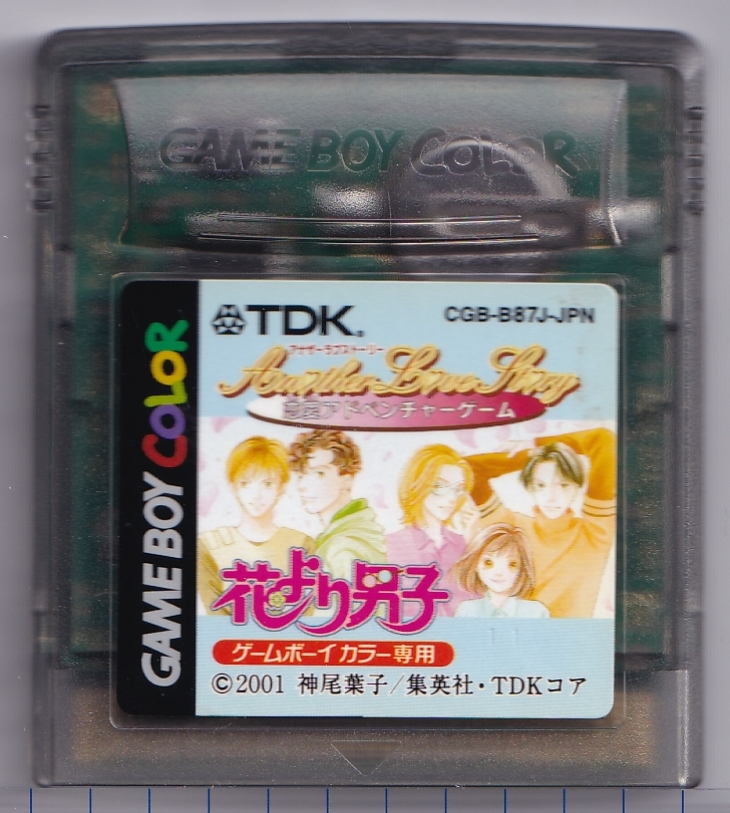 GAME BOY COLOR
GAME BOY COLOR
TDK®
CGB-B87J-JPN
アナザーラブストーリー
Another Love Story
恋愛アドベンチャーゲーム
花より男子
ゲームボーイカラー専用
©2001 神尾葉子/集英社・TDKコア